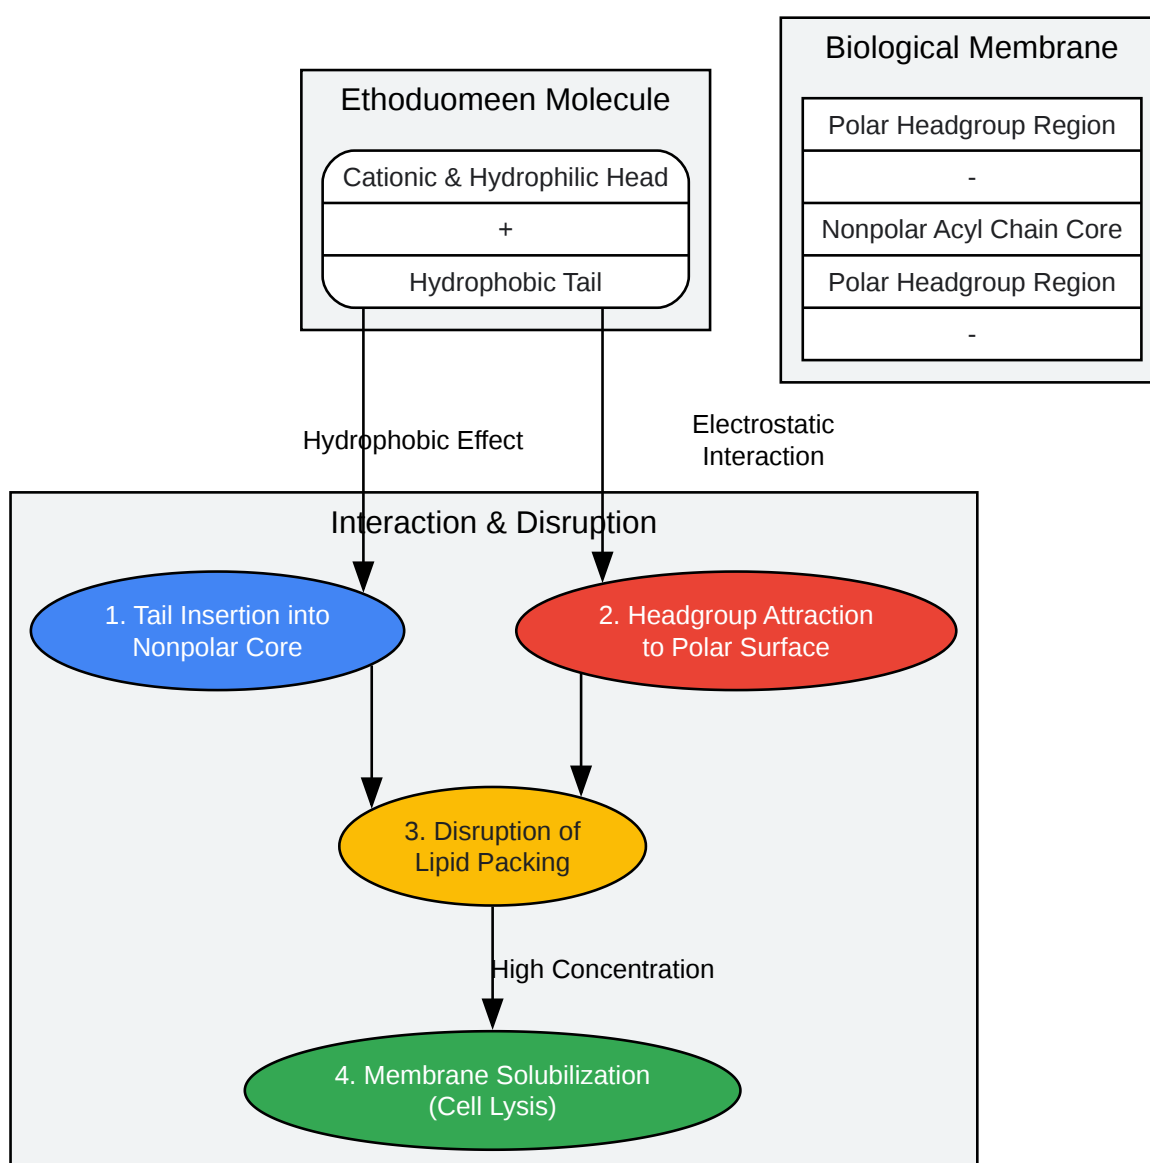 Biological Membrane
Polar Headgroup Region
-
Nonpolar Acyl Chain Core
Polar Headgroup Region
-
Ethoduomeen Molecule
Cationic & Hydrophilic Head
+
Hydrophobic Tail
Hydrophobic Effect
Electrostatic
Interaction
Interaction & Disruption
1. Tail Insertion into
Nonpolar Core
2. Headgroup Attraction
to Polar Surface
3. Disruption of
Lipid Packing
High Concentration
4. Membrane Solubilization
(Cell Lysis)